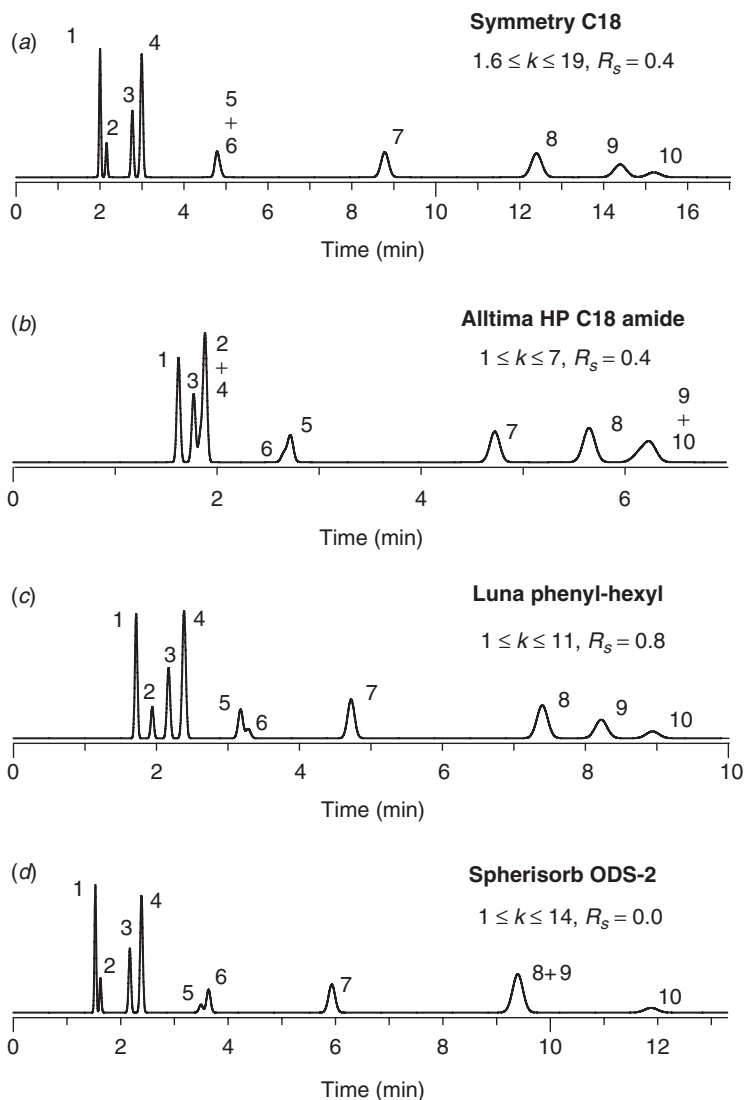 (a)
Symmetry C18
1.6 ≤ k ≤ 19, Rs = 0.4
1
2
3
4
5
+
6
7
8
9
10
0 2 4 6 8 10 12 14 16
Time (min)
(b)
Alltima HP C18 amide
1 ≤ k ≤ 7, Rs = 0.4
1
3
2
+
4
6
5
7
8
9
+
10
0 2 4 6
Time (min)
(c)
Luna phenyl-hexyl
1 ≤ k ≤ 11, Rs = 0.8
1
2
3
4
5
6
7
8
9
10
0 2 4 6 8 10
Time (min)
(d)
Spherisorb ODS-2
1 ≤ k ≤ 14, Rs = 0.0
1
2
3
4
5
6
7
8+9
10
0 2 4 6 8 10 12
Time (min)